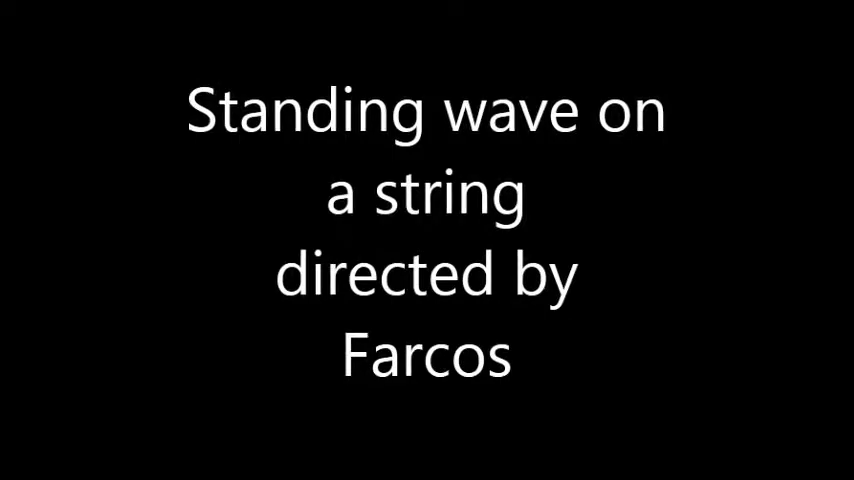 Standing wave on
a string
directed by
Farcos